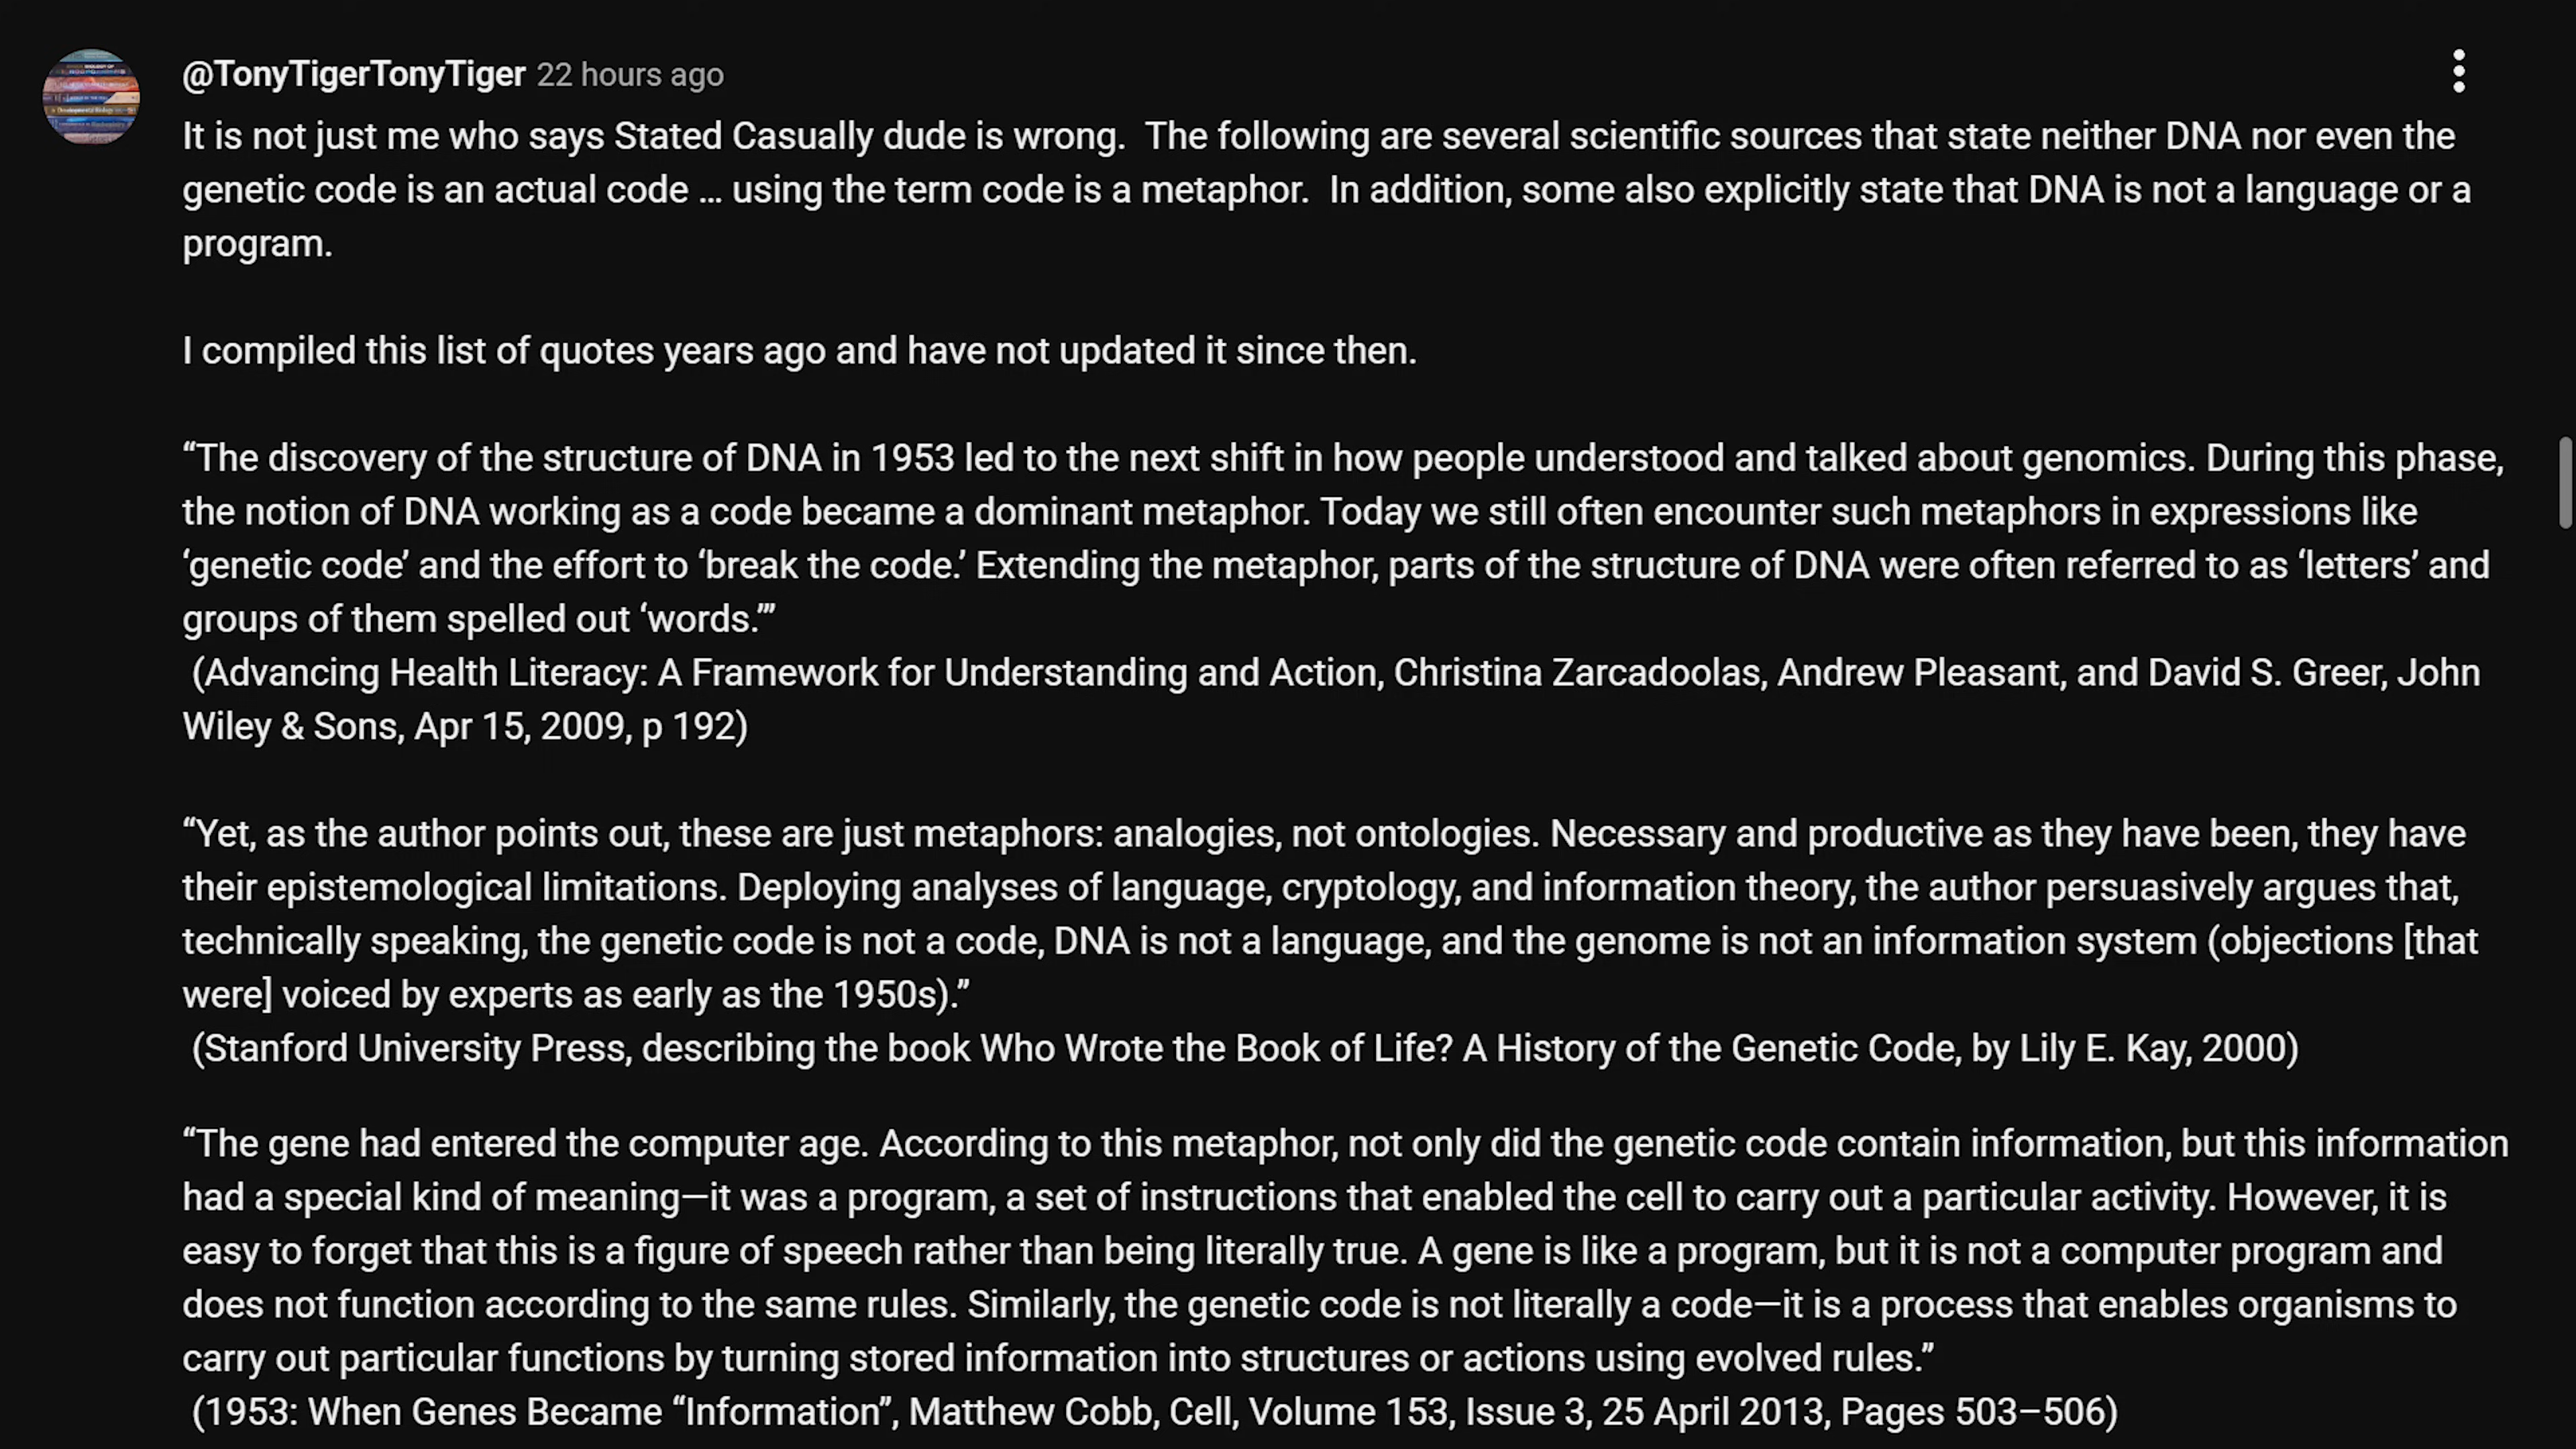 @TonyTigerTonyTiger 22 hours ago
It is not just me who says Stated Casually dude is wrong.  The following are several scientific sources that state neither DNA nor even the
genetic code is an actual code … using the term code is a metaphor.  In addition, some also explicitly state that DNA is not a language or a
program.
I compiled this list of quotes years ago and have not updated it since then.
“The discovery of the structure of DNA in 1953 led to the next shift in how people understood and talked about genomics. During this phase,
the notion of DNA working as a code became a dominant metaphor. Today we still often encounter such metaphors in expressions like
‘genetic code’ and the effort to ‘break the code.’ Extending the metaphor, parts of the structure of DNA were often referred to as ‘letters’ and
groups of them spelled out ‘words.’”
(Advancing Health Literacy: A Framework for Understanding and Action, Christina Zarcadoolas, Andrew Pleasant, and David S. Greer, John
Wiley & Sons, Apr 15, 2009, p 192)
“Yet, as the author points out, these are just metaphors: analogies, not ontologies. Necessary and productive as they have been, they have
their epistemological limitations. Deploying analyses of language, cryptology, and information theory, the author persuasively argues that,
technically speaking, the genetic code is not a code, DNA is not a language, and the genome is not an information system (objections [that
were] voiced by experts as early as the 1950s).”
(Stanford University Press, describing the book Who Wrote the Book of Life? A History of the Genetic Code, by Lily E. Kay, 2000)
“The gene had entered the computer age. According to this metaphor, not only did the genetic code contain information, but this information
had a special kind of meaning—it was a program, a set of instructions that enabled the cell to carry out a particular activity. However, it is
easy to forget that this is a figure of speech rather than being literally true. A gene is like a program, but it is not a computer program and
does not function according to the same rules. Similarly, the genetic code is not literally a code—it is a process that enables organisms to
carry out particular functions by turning stored information into structures or actions using evolved rules.”
(1953: When Genes Became “Information”, Matthew Cobb, Cell, Volume 153, Issue 3, 25 April 2013, Pages 503–506)